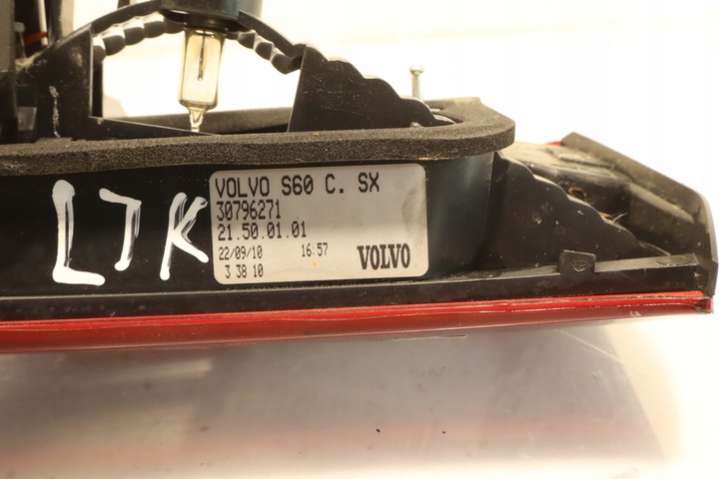 LJK
VOLVO S60 C. SX
30796271
21.50.01.01
22/09/10 16.57
3 38 10
VOLVO